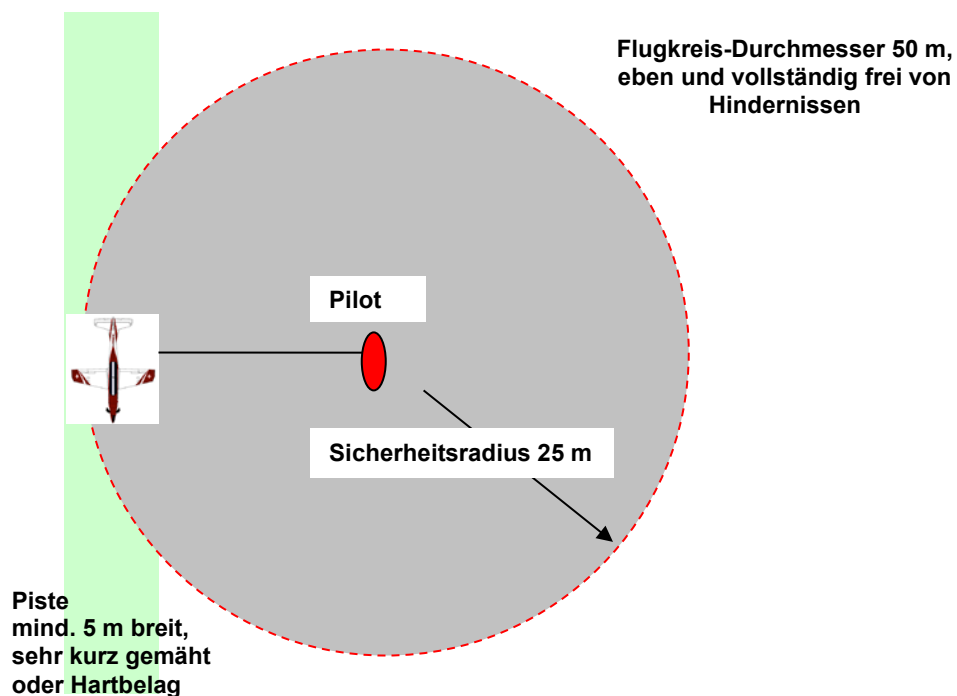 Flugkreis-Durchmesser 50 m,
eben und vollständig frei von
Hindernissen
Pilot
Sicherheitsradius 25 m
Piste
mind. 5 m breit,
sehr kurz gemäht
oder Hartbelag